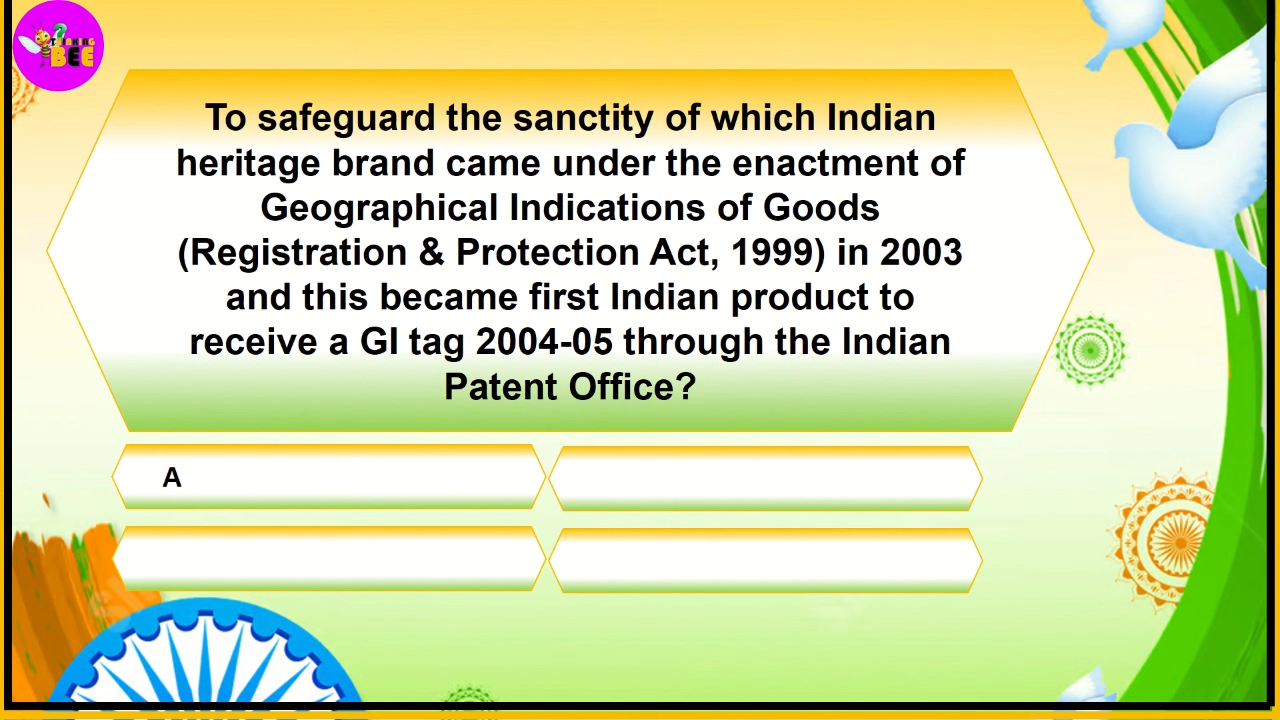 THINKING
BEE
To safeguard the sanctity of which Indian
heritage brand came under the enactment of
Geographical Indications of Goods
(Registration & Protection Act, 1999) in 2003
and this became first Indian product to
receive a GI tag 2004-05 through the Indian
Patent Office?
A